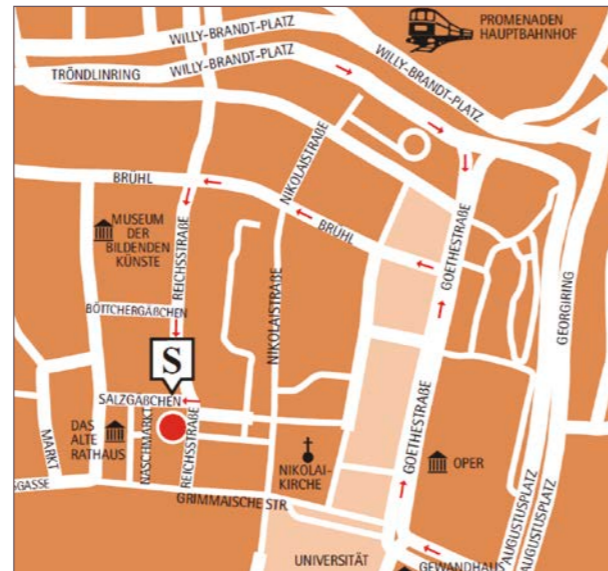 PROMENADEN
HAUPTBAHNHOF
WILLY-BRANDT-PLATZ
WILLY-BRANDT-PLATZ
WILLY-BRANDT-PLATZ
TRÖNDLINRING
BRÜHL
NIKOLAISTRAßE
BRÜHL
MUSEUM
DER
BILDENDEN
KÜNSTE
REICHSSTRAßE
GOETHESTRAßE
GEORGIRING
BÖTTCHERGÄßCHEN
NIKOLAISTRAßE
S
SALZGÄßCHEN
DAS
ALTE
RATHAUS
MARKT
NASCHMARKT
REICHSSTRAßE
NIKOLAI-
KIRCHE
GOETHESTRAßE
OPER
SGASSE
GRIMMAISCHE STR.
AUGUSTUSPLATZ
AUGUSTUSPLATZ
UNIVERSITÄT
GEWANDHAUS